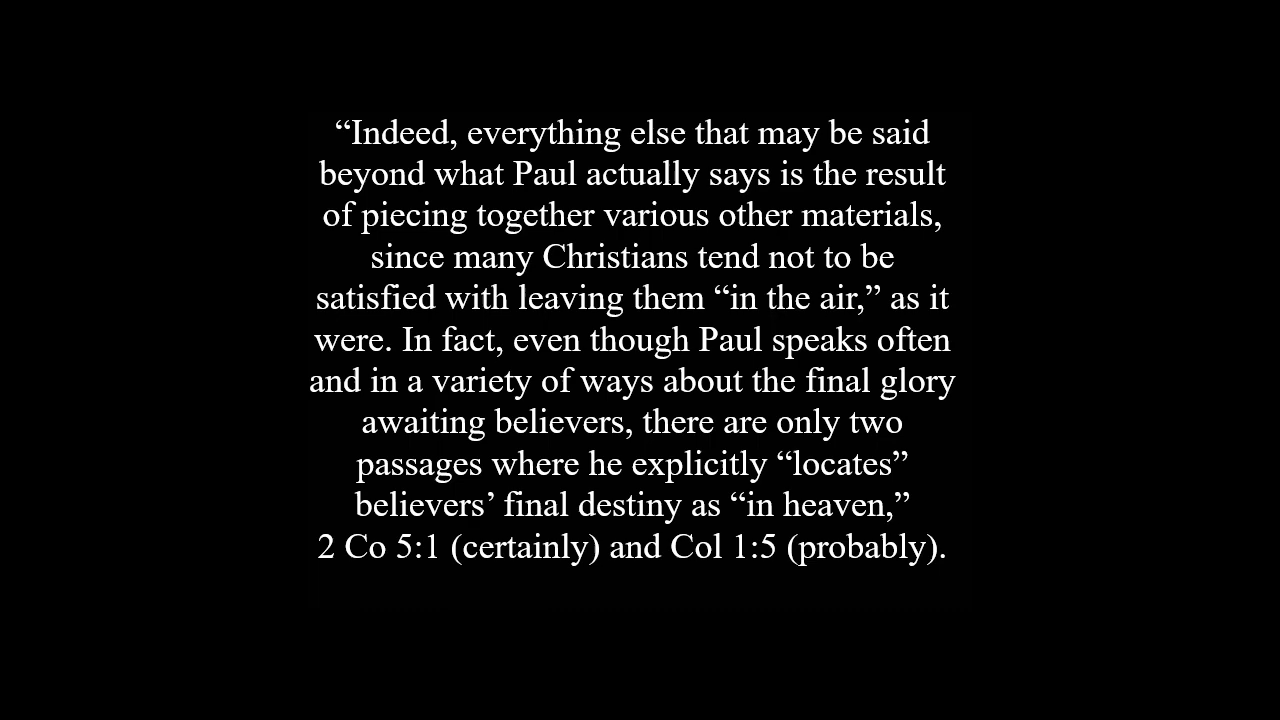 “Indeed, everything else that may be said
beyond what Paul actually says is the result
of piecing together various other materials,
since many Christians tend not to be
satisfied with leaving them “in the air,” as it
were. In fact, even though Paul speaks often
and in a variety of ways about the final glory
awaiting believers, there are only two
passages where he explicitly “locates”
believers’ final destiny as “in heaven,”
2 Co 5:1 (certainly) and Col 1:5 (probably).